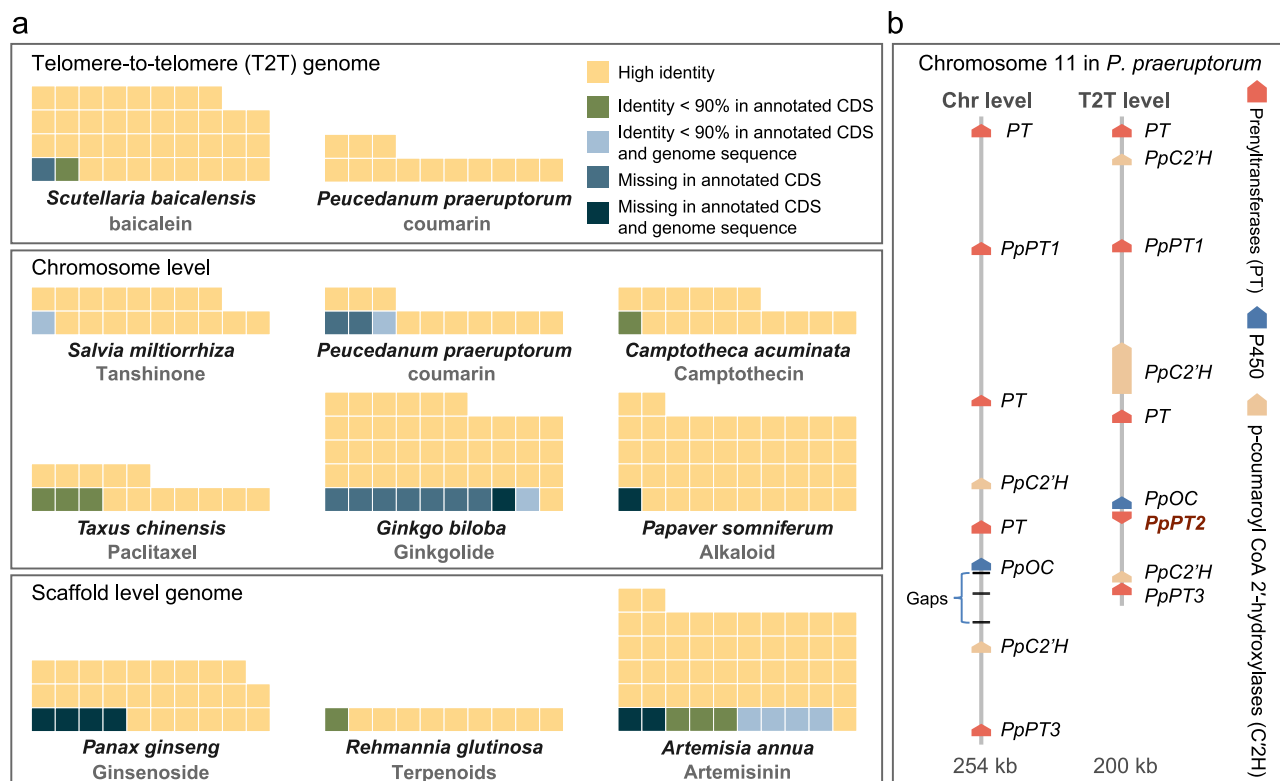 a
Telomere-to-telomere (T2T) genome
High identity
Identity < 90% in annotated CDS
Identity < 90% in annotated CDS
and genome sequence
Missing in annotated CDS
Missing in annotated CDS
and genome sequence
Scutellaria baicalensis
baicalein
Peucedanum praeruptorum
coumarin
Chromosome level
Salvia miltiorrhiza
Tanshinone
Peucedanum praeruptorum
coumarin
Camptotheca acuminata
Camptothecin
Taxus chinensis
Paclitaxel
Ginkgo biloba
Ginkgolide
Papaver somniferum
Alkaloid
Scaffold level genome
Panax ginseng
Ginsenoside
Rehmannia glutinosa
Terpenoids
Artemisia annua
Artemisinin
b
Chromosome 11 in P. praeruptorum
Chr level
PT
PpPT1
PT
PpC2'H
PT
PpOC
Gaps
PpC2'H
PpPT3
254 kb
T2T level
PT
PpC2'H
PpPT1
PpC2'H
PT
PpOC
PpPT2
PpC2'H
PpPT3
200 kb
Prenyltransferases (PT)
P450
p-coumaroyl CoA 2′-hydroxylases (C'2H)